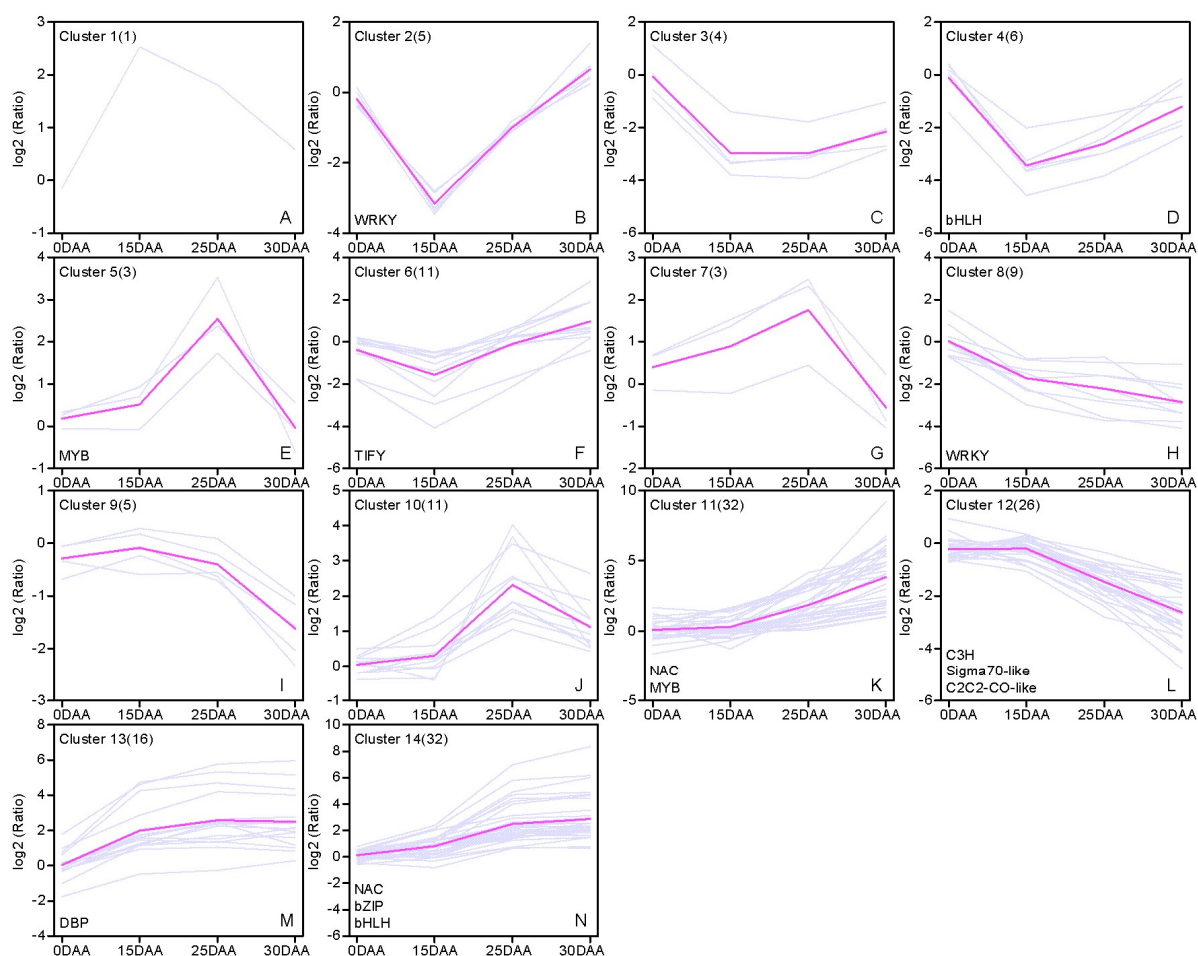 Cluster 1(1)
3
2
1
0
-1
log2 (Ratio)
A
0DAA 15DAA 25DAA 30DAA
Cluster 2(5)
2
0
-2
-4
log2 (Ratio)
WRKY
B
0DAA 15DAA 25DAA 30DAA
Cluster 3(4)
2
0
-2
-4
-6
log2 (Ratio)
C
0DAA 15DAA 25DAA 30DAA
Cluster 4(6)
2
0
-2
-4
-6
log2 (Ratio)
bHLH
D
0DAA 15DAA 25DAA 30DAA
Cluster 5(3)
4
3
2
1
0
-1
log2 (Ratio)
MYB
E
0DAA 15DAA 25DAA 30DAA
Cluster 6(11)
4
2
0
-2
-4
-6
log2 (Ratio)
TIFY
F
0DAA 15DAA 25DAA 30DAA
Cluster 7(3)
3
2
1
0
-1
-2
log2 (Ratio)
G
0DAA 15DAA 25DAA 30DAA
Cluster 8(9)
4
2
0
-2
-4
-6
log2 (Ratio)
WRKY
H
0DAA 15DAA 25DAA 30DAA
Cluster 9(5)
1
0
-1
-2
-3
log2 (Ratio)
I
0DAA 15DAA 25DAA 30DAA
Cluster 10(11)
5
4
3
2
1
0
-1
log2 (Ratio)
J
0DAA 15DAA 25DAA 30DAA
Cluster 11(32)
10
5
0
-5
log2 (Ratio)
NAC
MYB
K
0DAA 15DAA 25DAA 30DAA
Cluster 12(26)
2
0
-2
-4
-6
log2 (Ratio)
C3H
Sigma70-like
C2C2-CO-like
L
0DAA 15DAA 25DAA 30DAA
Cluster 13(16)
8
6
4
2
0
-2
-4
log2 (Ratio)
DBP
M
0DAA 15DAA 25DAA 30DAA
Cluster 14(32)
10
8
6
4
2
0
-2
-4
-6
log2 (Ratio)
NAC
bZIP
bHLH
N
0DAA 15DAA 25DAA 30DAA